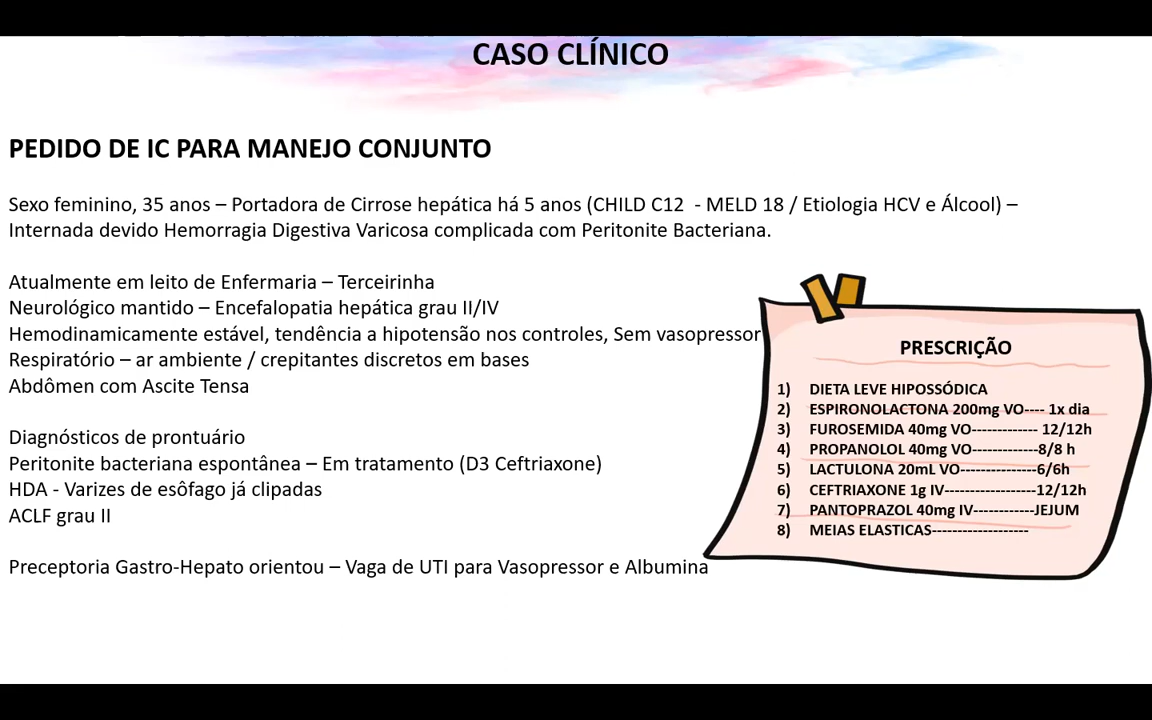 CASO CLÍNICO
PEDIDO DE IC PARA MANEJO CONJUNTO
Sexo feminino, 35 anos – Portadora de Cirrose hepática há 5 anos (CHILD C12 - MELD 18 / Etiologia HCV e Álcool) –
Internada devido Hemorragia Digestiva Varicosa complicada com Peritonite Bacteriana.
Atualmente em leito de Enfermaria – Terceirinha
Neurológico mantido – Encefalopatia hepática grau II/IV
Hemodinamicamente estável, tendência a hipotensão nos controles, Sem vasopressor
Respiratório – ar ambiente / crepitantes discretos em bases
Abdômen com Ascite Tensa
Diagnósticos de prontuário
Peritonite bacteriana espontânea – Em tratamento (D3 Ceftriaxone)
HDA - Varizes de esôfago já clipadas
ACLF grau II
Preceptoria Gastro-Hepato orientou – Vaga de UTI para Vasopressor e Albumina
PRESCRIÇÃO
1) DIETA LEVE HIPOSSÓDICA
2) ESPIRONOLACTONA 200mg VO---- 1x dia
3) FUROSEMIDA 40mg VO------------- 12/12h
4) PROPANOLOL 40mg VO-------------8/8 h
5) LACTULONA 20mL VO---------------6/6h
6) CEFTRIAXONE 1g IV------------------12/12h
7) PANTOPRAZOL 40mg IV------------JEJUM
8) MEIAS ELASTICAS-------------------